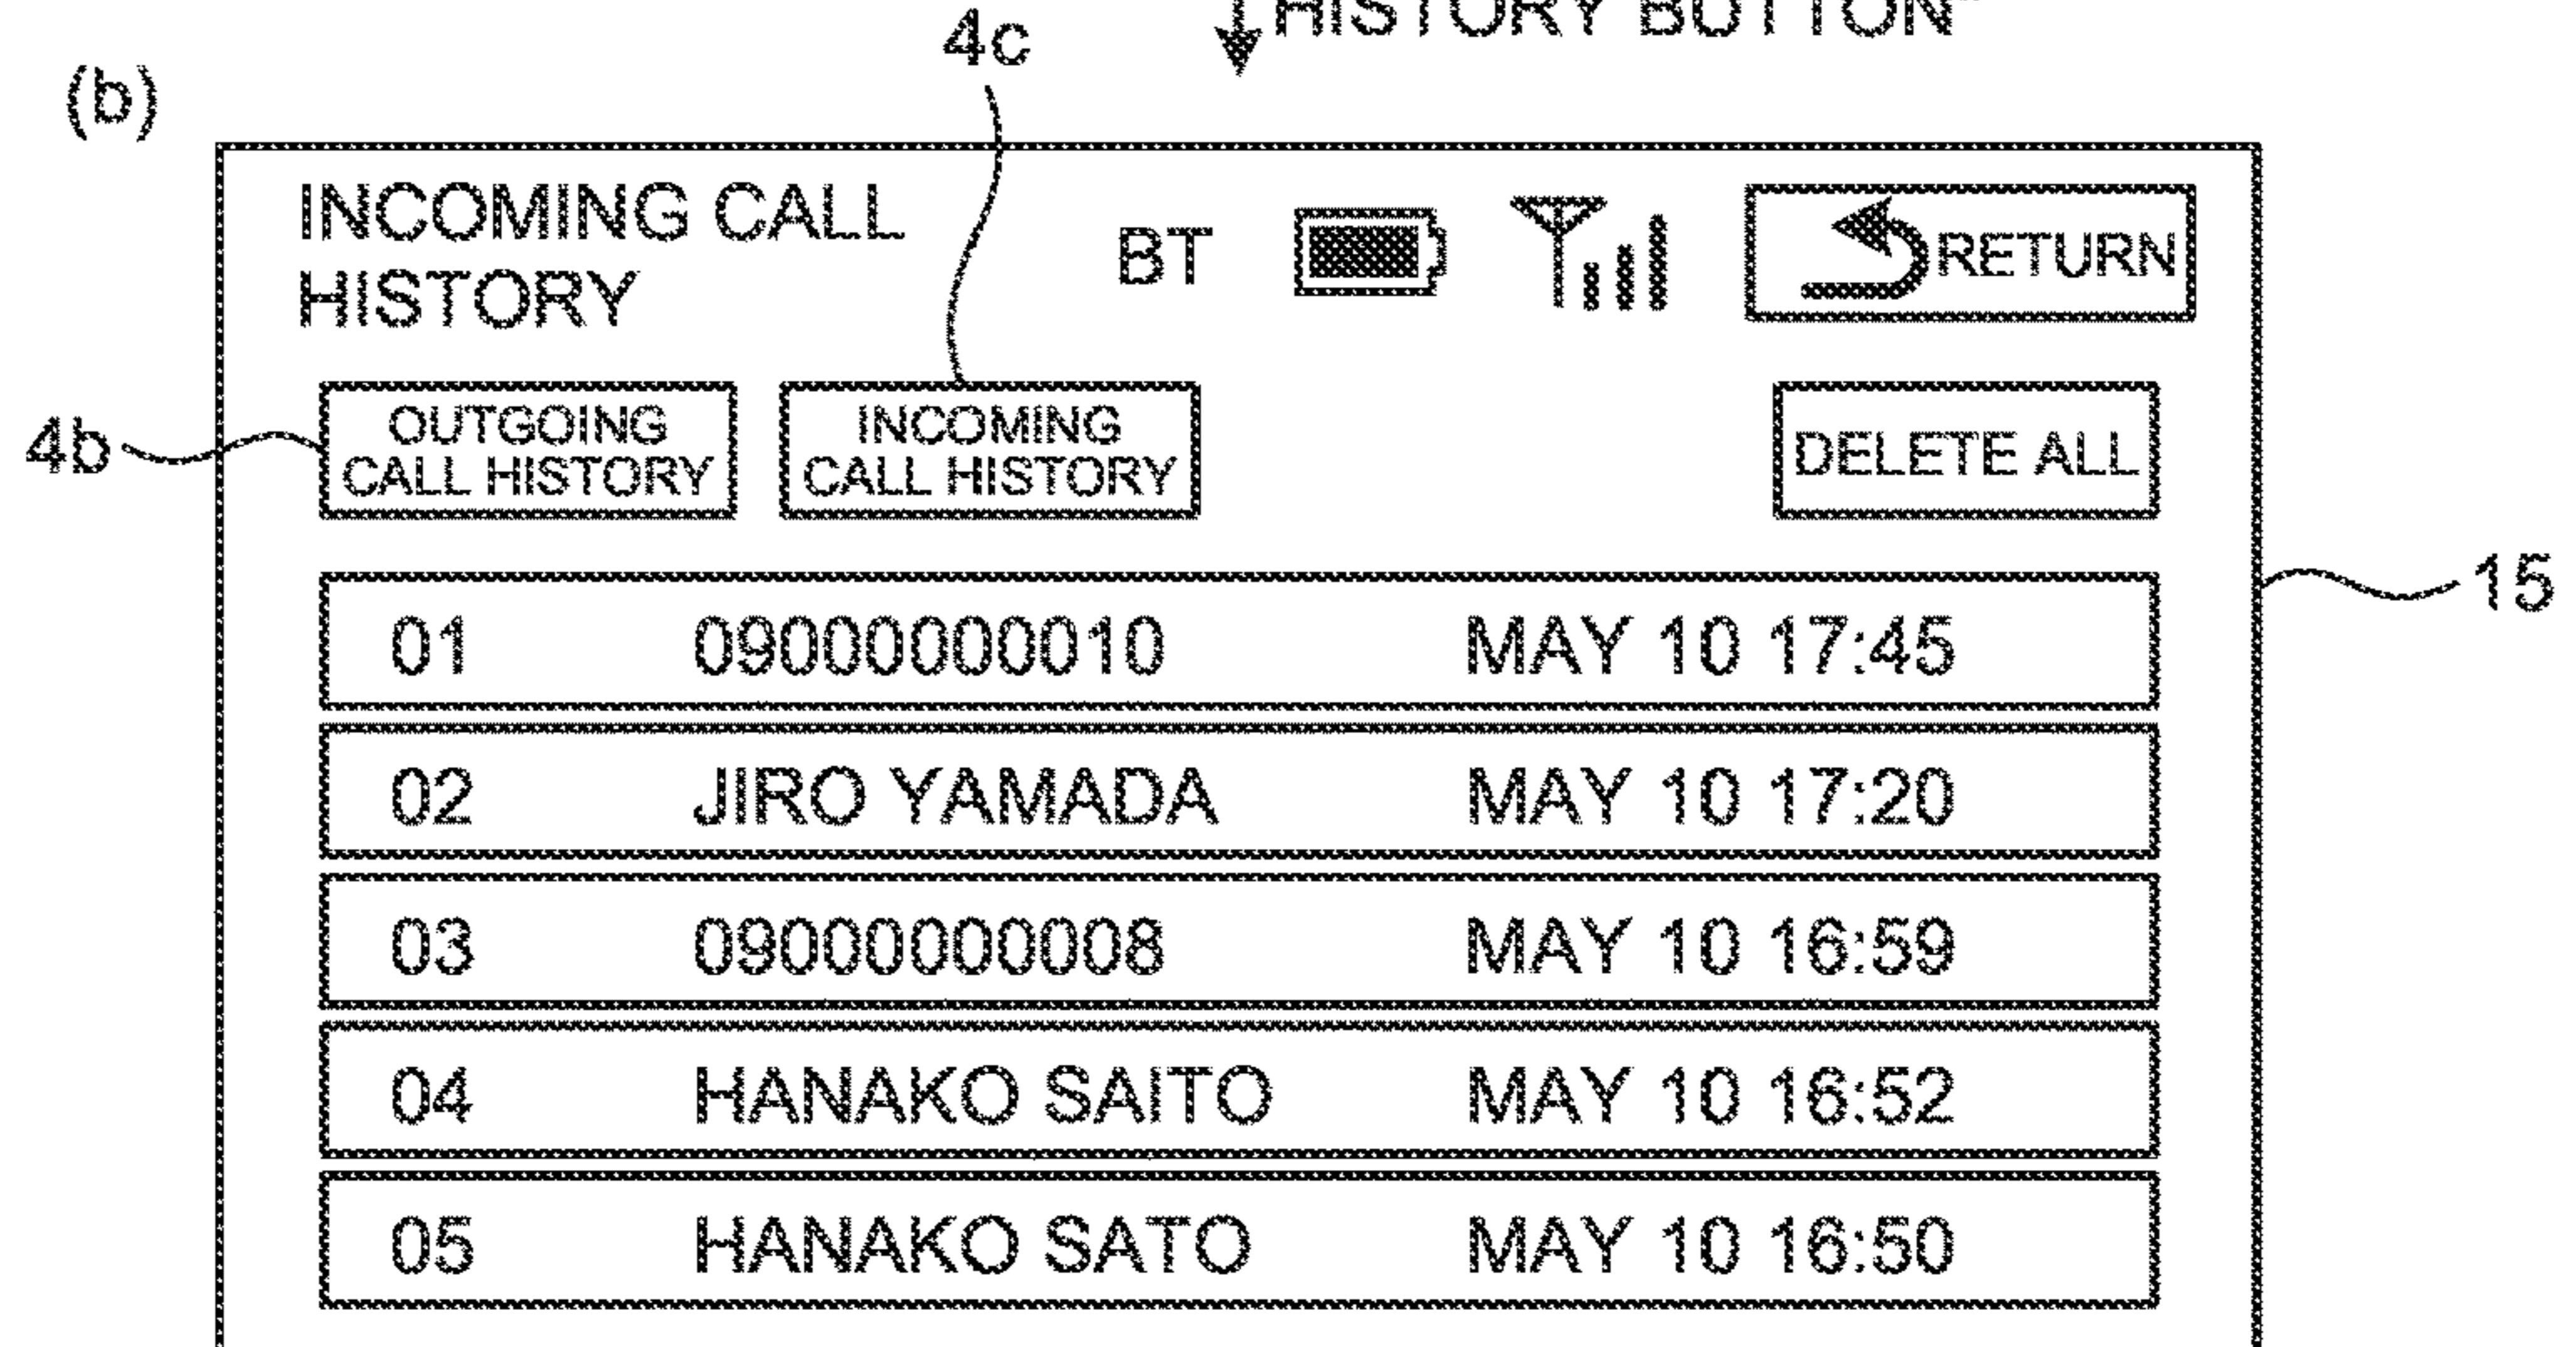 HISTORY BUTTON"
4c
(b)
INCOMING CALL
HISTORY
BT
RETURN
4b
OUTGOING
CALL HISTORY
INCOMING
CALL HISTORY
DELETE ALL
15
01 09000000010 MAY 10 17:45
02 JIRO YAMADA MAY 10 17:20
03 09000000008 MAY 10 16:59
04 HANAKO SAITO MAY 10 16:52
05 HANAKO SATO MAY 10 16:50